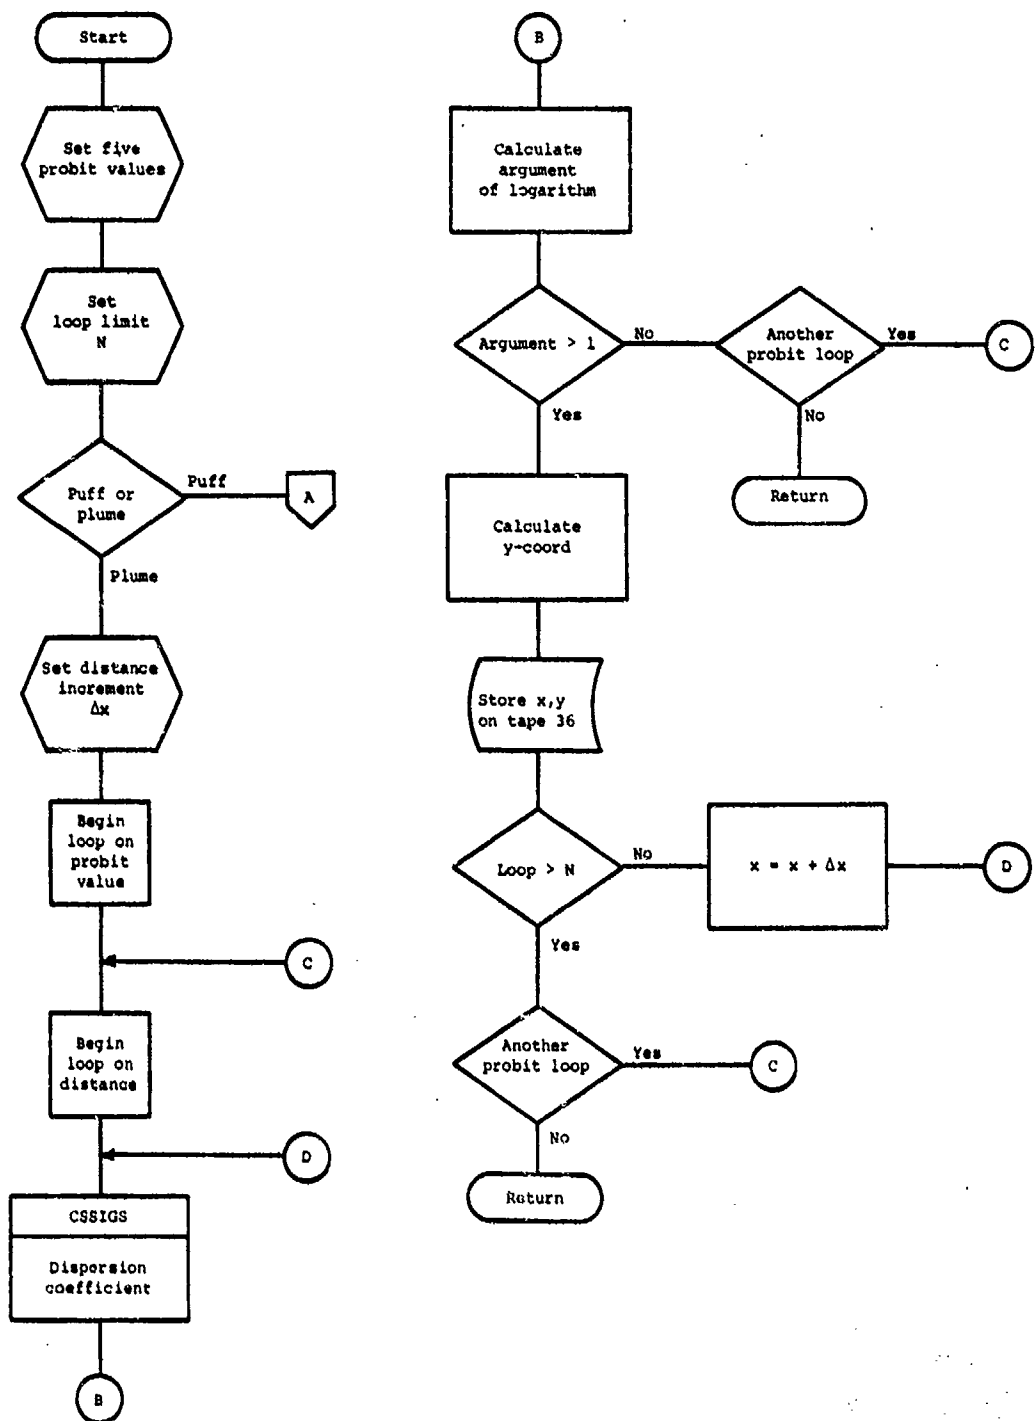 Start
Set five
probit values
Set
loop limit
N
Puff or
plume
Puff
A
Plume
Set distance
increment
Δx
Begin
loop on
probit
value
C
Begin
loop on
distance
D
CSSIGS
Dispersion
coefficient
B
B
Calculate
argument
of logarithm
Argument > 1
No
Another
probit loop
Yes
C
No
Return
Yes
Calculate
y-coord
Store x,y
on tape 36
Loop > N
No
x = x + Δx
D
Yes
Another
probit loop
Yes
C
No
Return